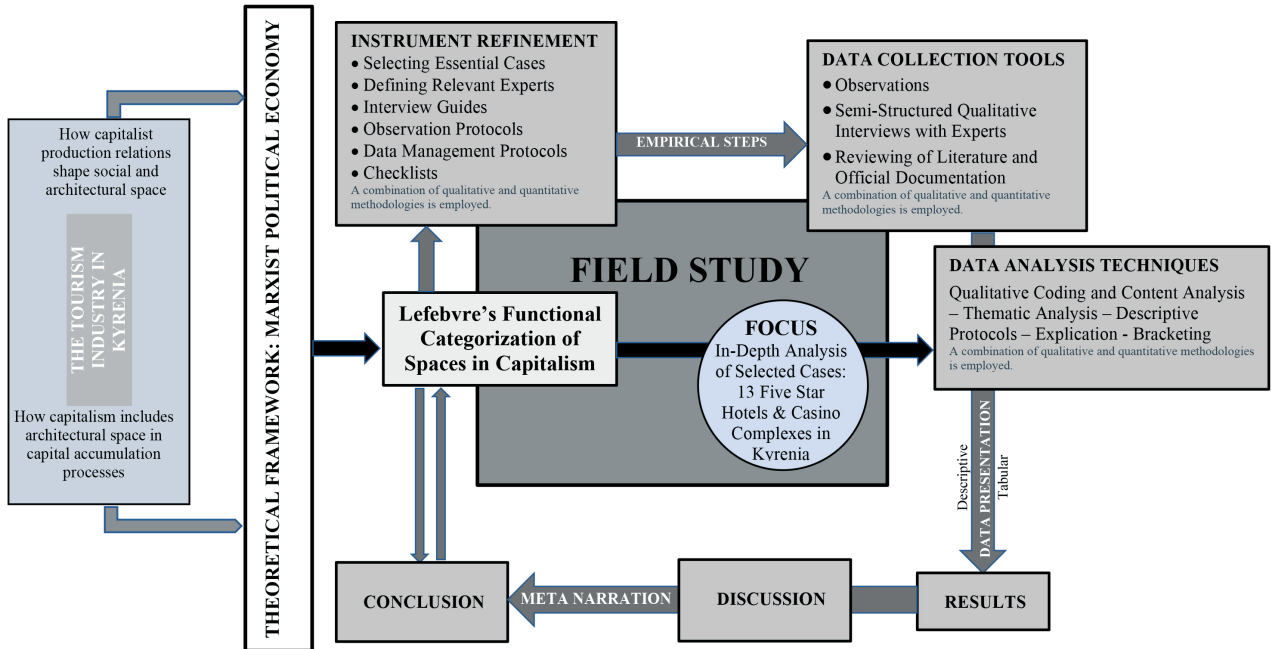 How capitalist
production relations
shape social and
architectural space
THE TOURISM
INDUSTRY IN
KYRENIA
How capitalism includes
architectural space in
capital accumulation
processes
THEORETICAL FRAMEWORK: MARXIST POLITICAL ECONOMY
INSTRUMENT REFINEMENT
• Selecting Essential Cases
• Defining Relevant Experts
• Interview Guides
• Observation Protocols
• Data Management Protocols
• Checklists
A combination of qualitative and quantitative
methodologies is employed.
EMPIRICAL STEPS
DATA COLLECTION TOOLS
• Observations
• Semi-Structured Qualitative
Interviews with Experts
• Reviewing of Literature and
Official Documentation
A combination of qualitative and quantitative
methodologies is employed.
FIELD STUDY
Lefebvre’s Functional
Categorization of
Spaces in Capitalism
FOCUS
In-Depth Analysis
of Selected Cases:
13 Five Star
Hotels & Casino
Complexes in
Kyrenia
DATA ANALYSIS TECHNIQUES
Qualitative Coding and Content Analysis
– Thematic Analysis – Descriptive
Protocols – Explication - Bracketing
A combination of qualitative and quantitative methodologies
is employed.
Descriptive
DATA PRESENTATION
Tabular
CONCLUSION
META NARRATION
DISCUSSION
RESULTS